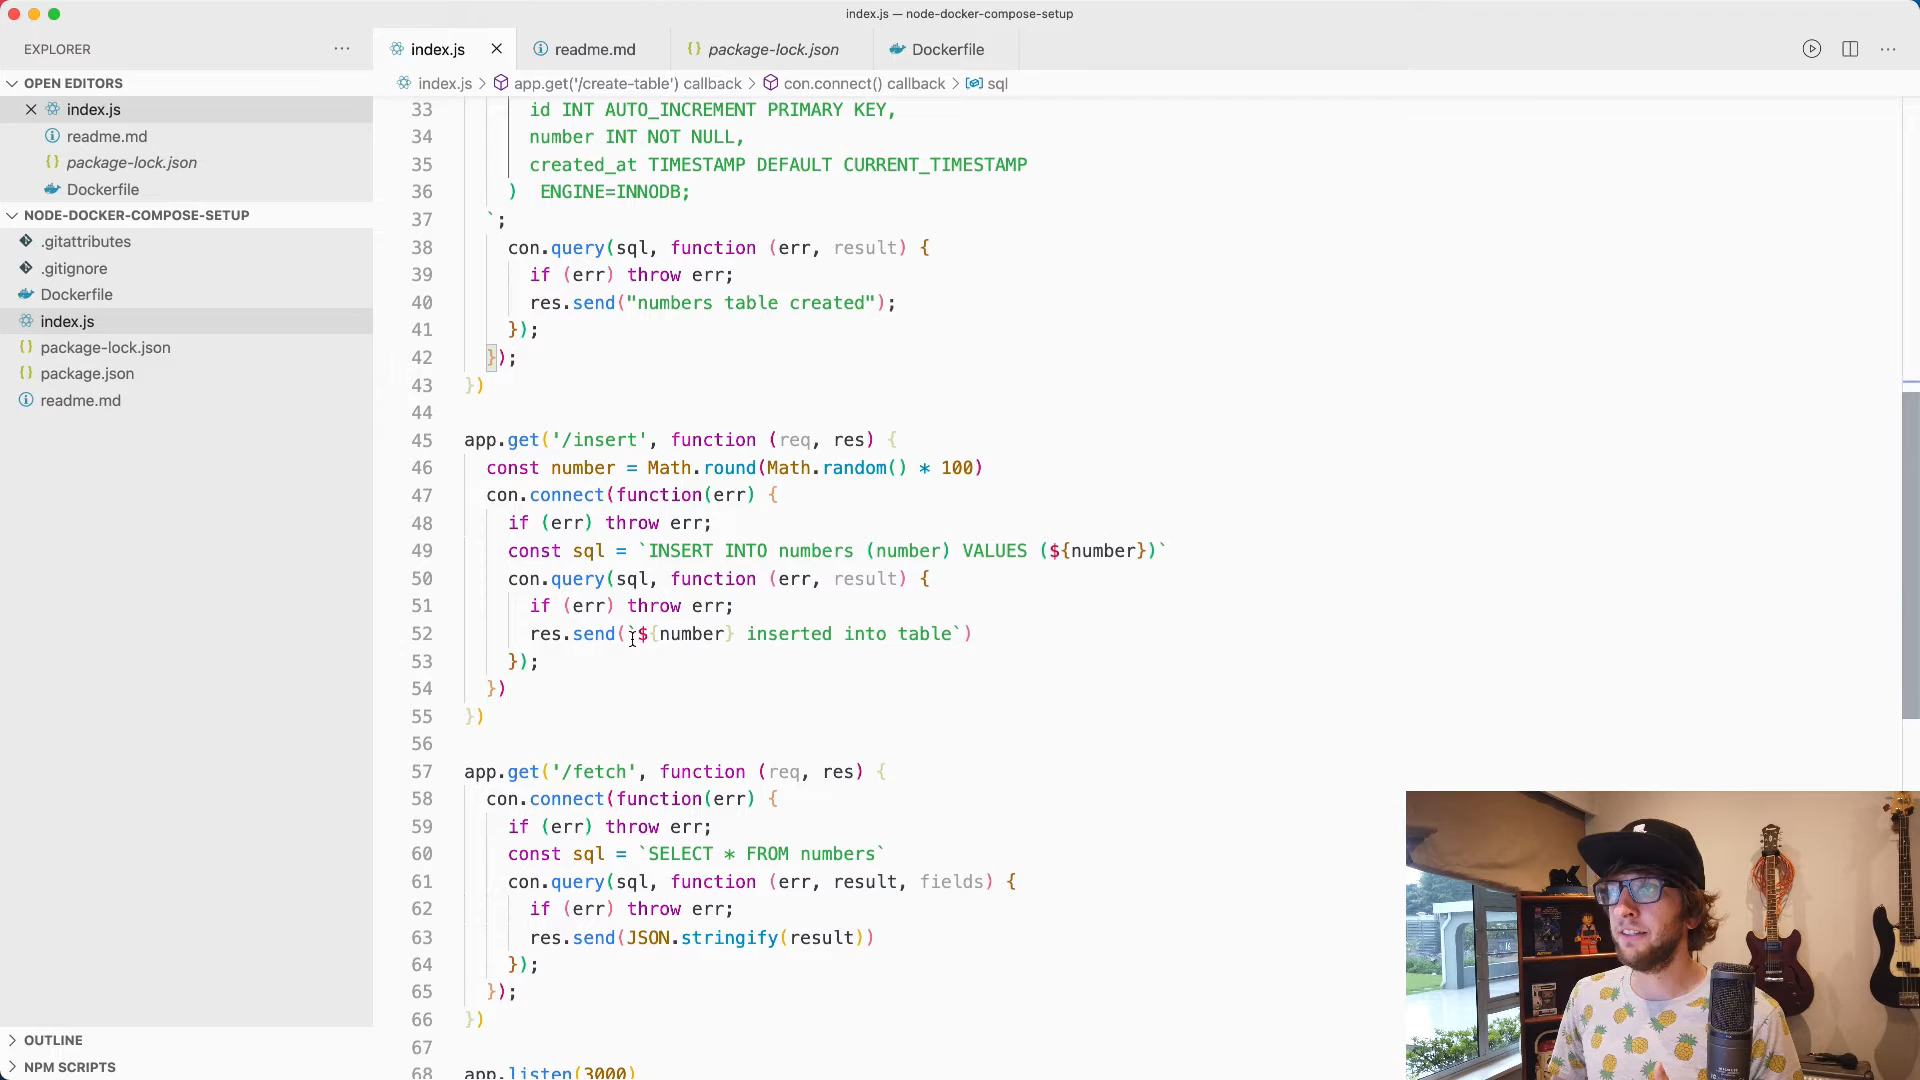 index.js — node-docker-compose-setup
EXPLORER
index.js
readme.md
package-lock.json
Dockerfile
index.js > app.get('/create-table') callback > con.connect() callback > sql
OPEN EDITORS
index.js
readme.md
package-lock.json
Dockerfile
NODE-DOCKER-COMPOSE-SETUP
.gitattributes
.gitignore
Dockerfile
index.js
package-lock.json
package.json
readme.md
OUTLINE
NPM SCRIPTS
33 id INT AUTO_INCREMENT PRIMARY KEY,
34 number INT NOT NULL,
35 created_at TIMESTAMP DEFAULT CURRENT_TIMESTAMP
36 ) ENGINE=INNODB;
37 `;
38 con.query(sql, function (err, result) {
39 if (err) throw err;
40 res.send("numbers table created");
41 });
42 });
43 })
44
45 app.get('/insert', function (req, res) {
46 const number = Math.round(Math.random() * 100)
47 con.connect(function(err) {
48 if (err) throw err;
49 const sql = `INSERT INTO numbers (number) VALUES (${number})`
50 con.query(sql, function (err, result) {
51 if (err) throw err;
52 res.send(`${number} inserted into table`)
53 });
54 })
55 })
56
57 app.get('/fetch', function (req, res) {
58 con.connect(function(err) {
59 if (err) throw err;
60 const sql = `SELECT * FROM numbers`
61 con.query(sql, function (err, result, fields) {
62 if (err) throw err;
63 res.send(JSON.stringify(result))
64 });
65 });
66 })
67
68 app.listen(3000)